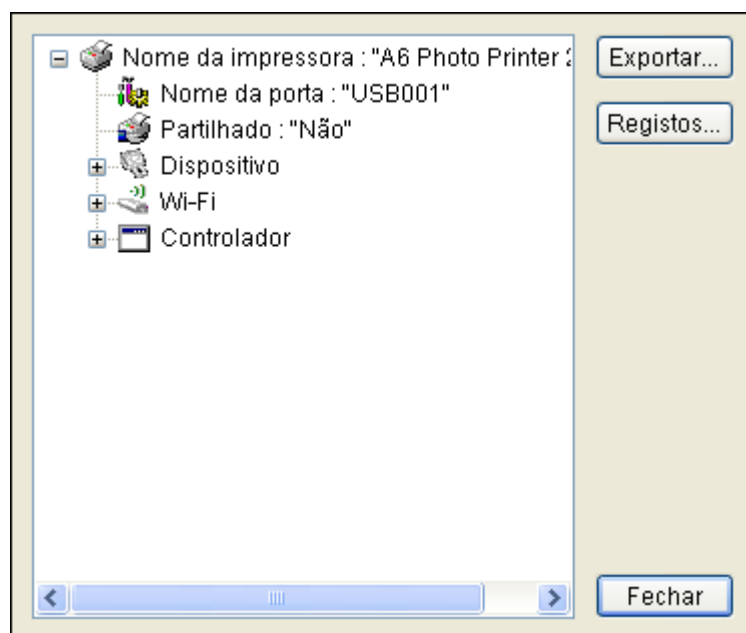 Nome da impressora : "A6 Photo Printer 
Exportar...
Nome da porta : "USB001"
Partilhado : "Não"
Registos...
Dispositivo
Wi-Fi
Controlador
Fechar